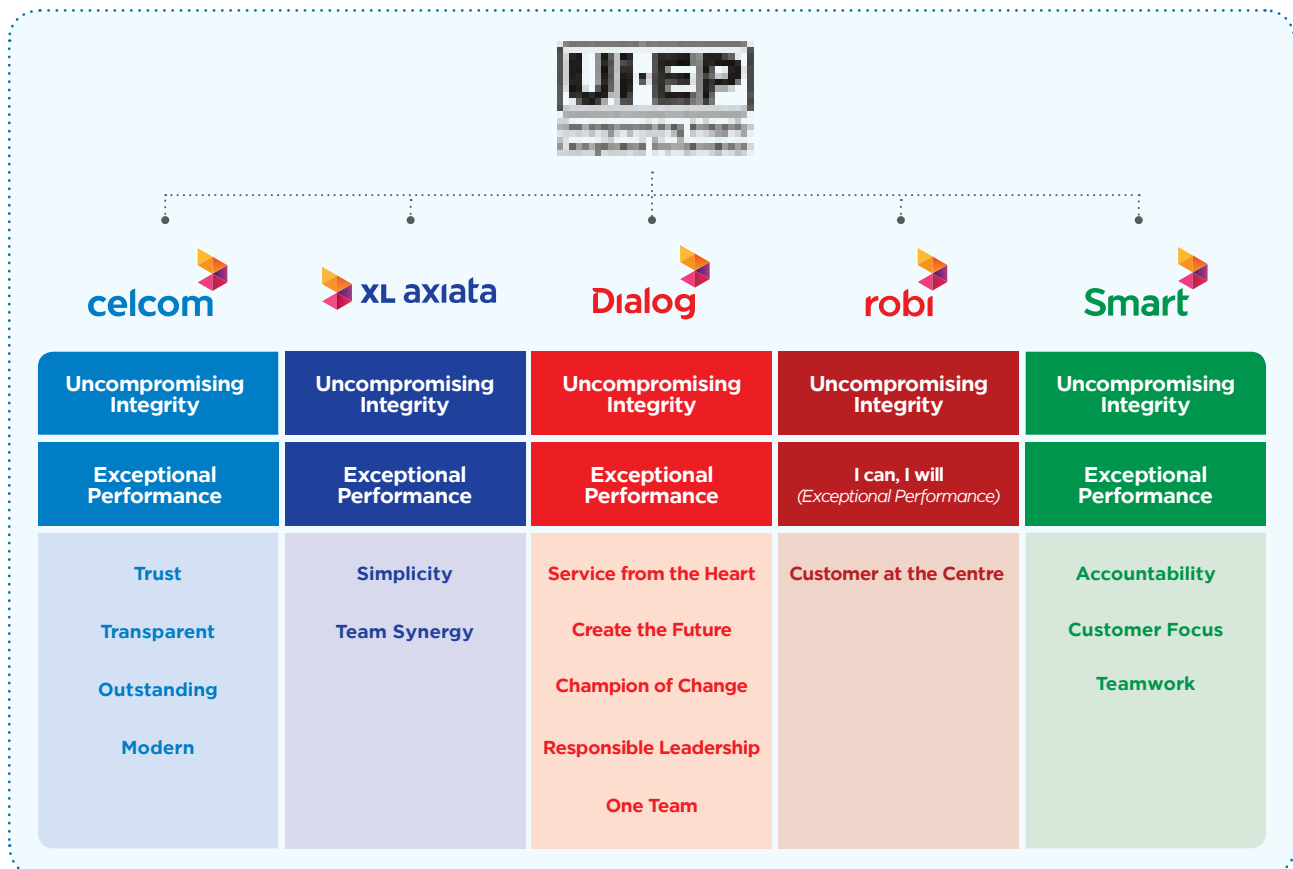 UI·EP
celcom
XL axiata
Dialog
robi
Smart
Uncompromising
Integrity
Uncompromising
Integrity
Uncompromising
Integrity
Uncompromising
Integrity
Uncompromising
Integrity
Exceptional
Performance
Exceptional
Performance
Exceptional
Performance
I can, I will
(Exceptional Performance)
Exceptional
Performance
Trust
Transparent
Outstanding
Modern
Simplicity
Team Synergy
Service from the Heart
Create the Future
Champion of Change
Responsible Leadership
One Team
Customer at the Centre
Accountability
Customer Focus
Teamwork